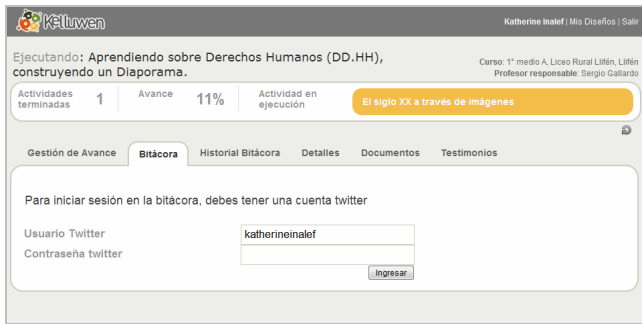 Kelluwen
Katherine Inalef | Mis Diseños | Salir
Ejecutando: Aprendiendo sobre Derechos Humanos (DD.HH),
construyendo un Diaporama.
Curso: 1° medio A, Liceo Rural Llifén, Llifén
Profesor responsable: Sergio Gallardo
Actividades
terminadas
1
Avance
11%
Actividad en
ejecución
El siglo XX a través de imágenes
Gestión de Avance
Bitácora
Historial Bitácora
Detalles
Documentos
Testimonios
Para iniciar sesión en la bitácora, debes tener una cuenta twitter
Usuario Twitter
katherineinalef
Contraseña twitter
Ingresar